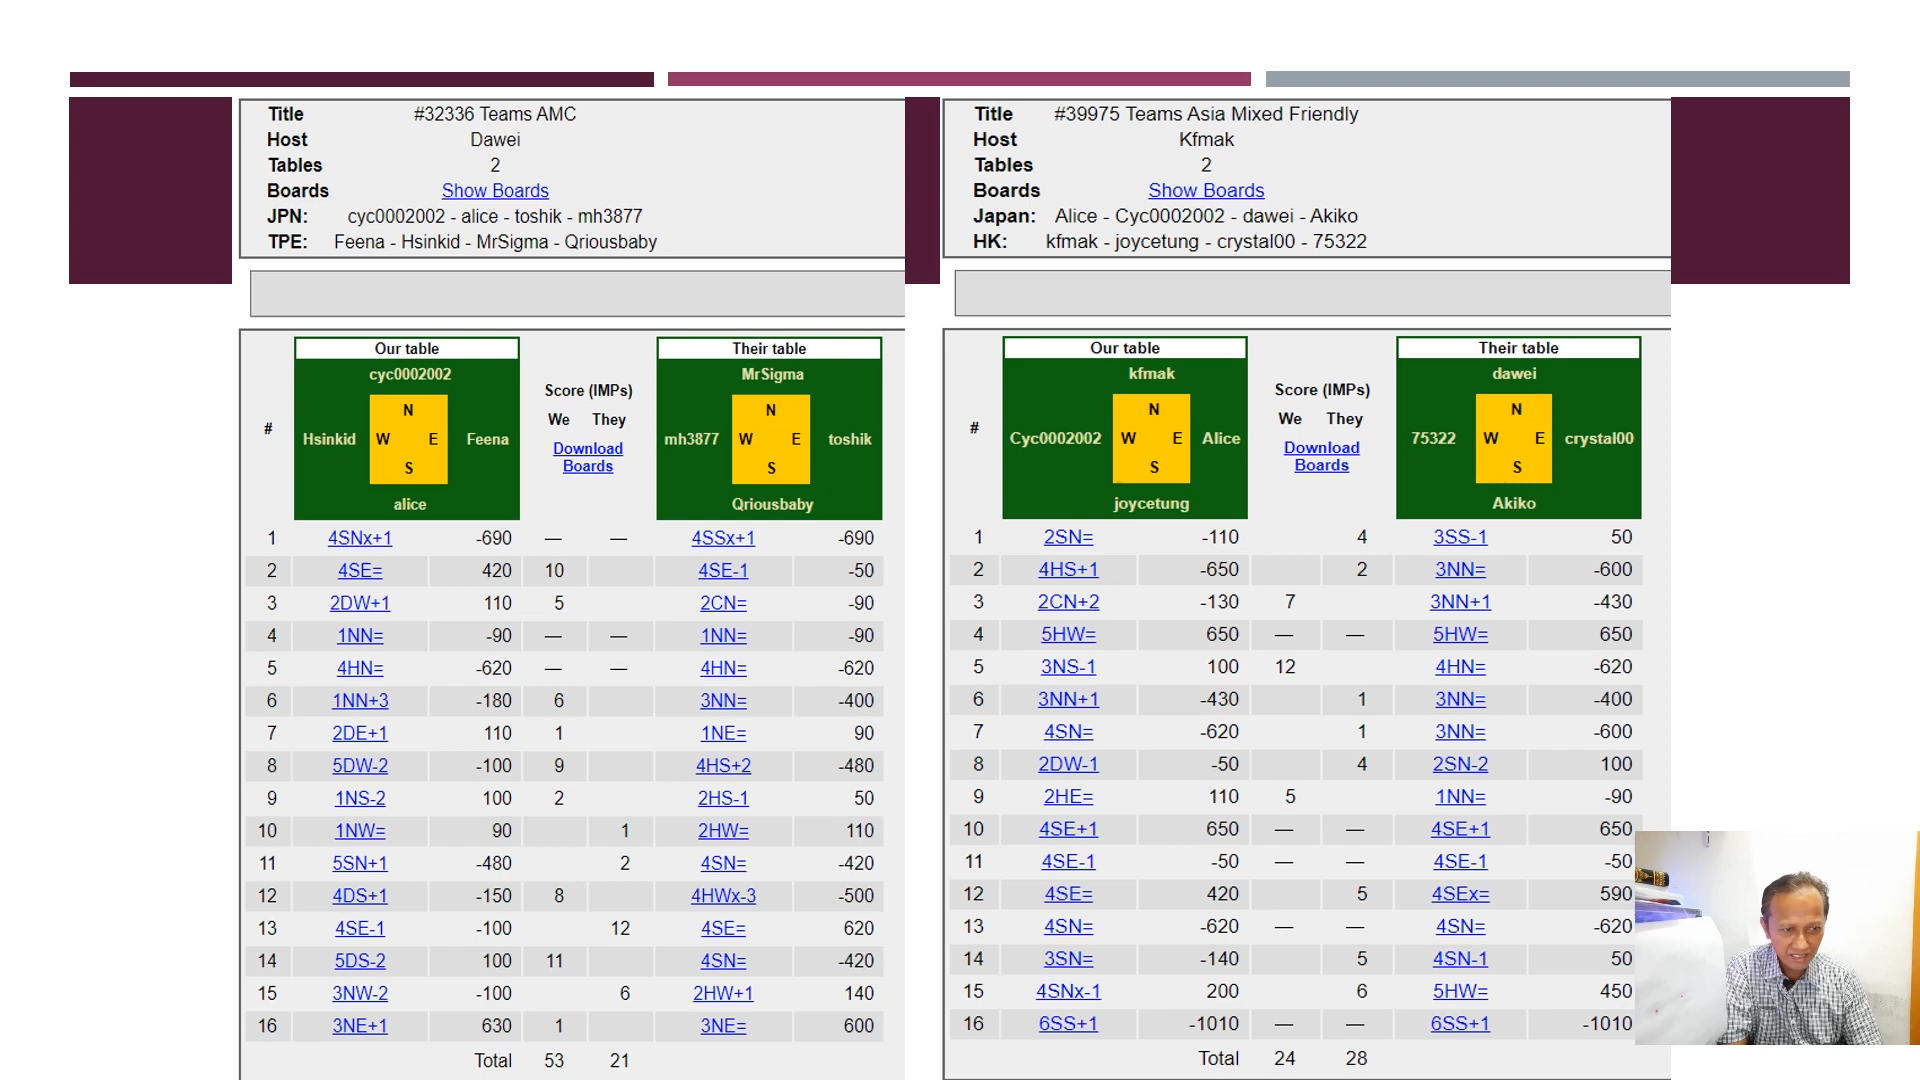 Title #32336 Teams AMC
Host Dawei
Tables 2
Boards Show Boards
JPN: cyc0002002 - alice - toshik - mh3877
TPE: Feena - Hsinkid - MrSigma - Qriousbaby
Our table
Their table
cyc0002002
MrSigma
Score (IMPs)
N
N
We They
#
Hsinkid W E Feena
mh3877 W E toshik
Download
Boards
S
S
alice
Qriousbaby
1 4SNx+1 -690 — — 4SSx+1 -690
2 4SE= 420 10 4SE-1 -50
3 2DW+1 110 5 2CN= -90
4 1NN= -90 — — 1NN= -90
5 4HN= -620 — — 4HN= -620
6 1NN+3 -180 6 3NN= -400
7 2DE+1 110 1 1NE= 90
8 5DW-2 -100 9 4HS+2 -480
9 1NS-2 100 2 2HS-1 50
10 1NW= 90 1 2HW= 110
11 5SN+1 -480 2 4SN= -420
12 4DS+1 -150 8 4HWx-3 -500
13 4SE-1 -100 12 4SE= 620
14 5DS-2 100 11 4SN= -420
15 3NW-2 -100 6 2HW+1 140
16 3NE+1 630 1 3NE= 600
Total 53 21
Title #39975 Teams Asia Mixed Friendly
Host Kfmak
Tables 2
Boards Show Boards
Japan: Alice - Cyc0002002 - dawei - Akiko
HK: kfmak - joycetung - crystal00 - 75322
Our table
Their table
kfmak
dawei
Score (IMPs)
N
N
We They
#
Cyc0002002 W E Alice
75322 W E crystal00
Download
Boards
S
S
joycetung
Akiko
1 2SN= -110 4 3SS-1 50
2 4HS+1 -650 2 3NN= -600
3 2CN+2 -130 7 3NN+1 -430
4 5HW= 650 — — 5HW= 650
5 3NS-1 100 12 4HN= -620
6 3NN+1 -430 1 3NN= -400
7 4SN= -620 1 3NN= -600
8 2DW-1 -50 4 2SN-2 100
9 2HE= 110 5 1NN= -90
10 4SE+1 650 — — 4SE+1 650
11 4SE-1 -50 — — 4SE-1 -50
12 4SE= 420 5 4SEx= 590
13 4SN= -620 — — 4SN= -620
14 3SN= -140 5 4SN-1 50
15 4SNx-1 200 6 5HW= 450
16 6SS+1 -1010 — — 6SS+1 -1010
Total 24 28